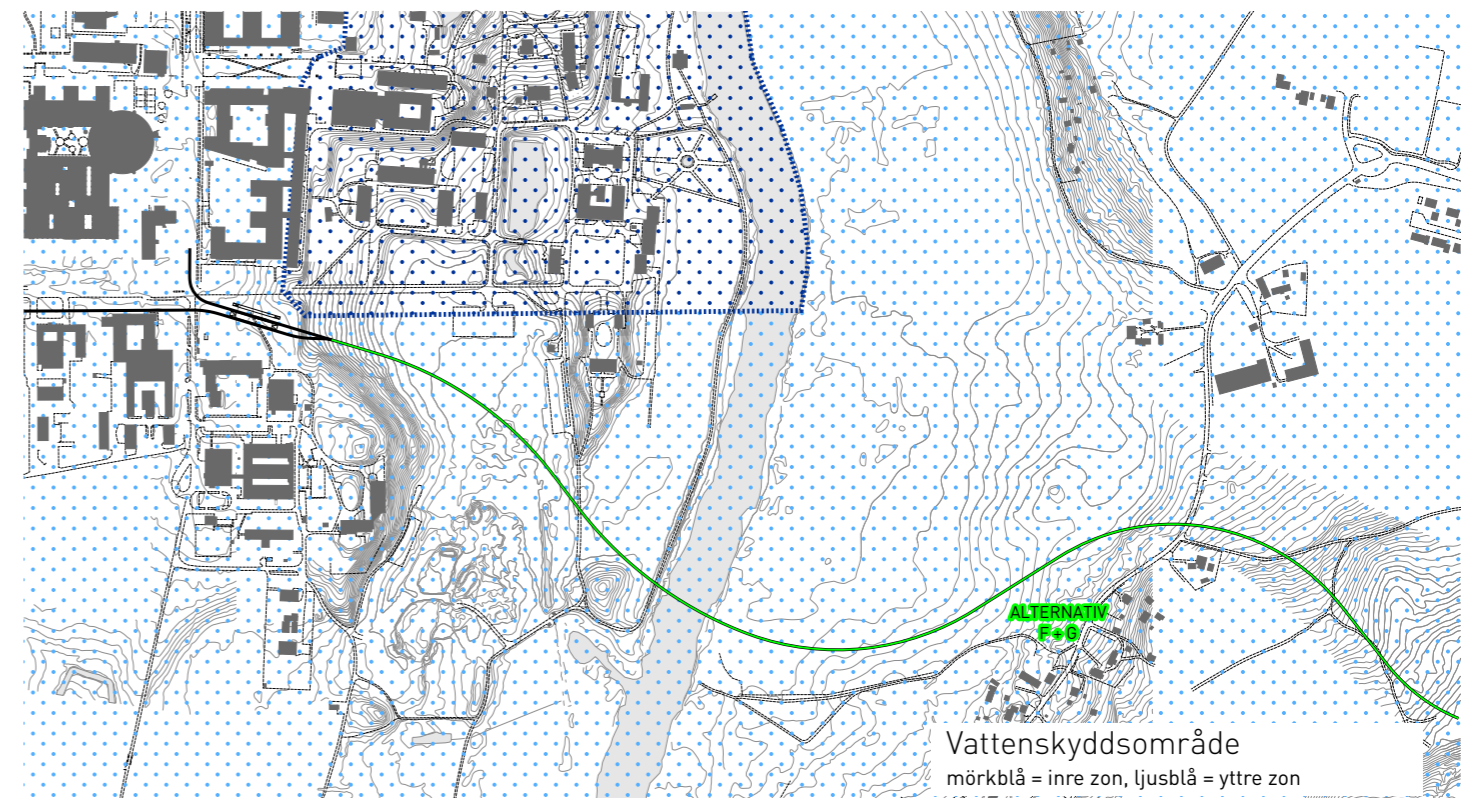 ALTERNATIV
F + G
Vattenskyddsområde
mörkblå = inre zon, ljusblå = yttre zon